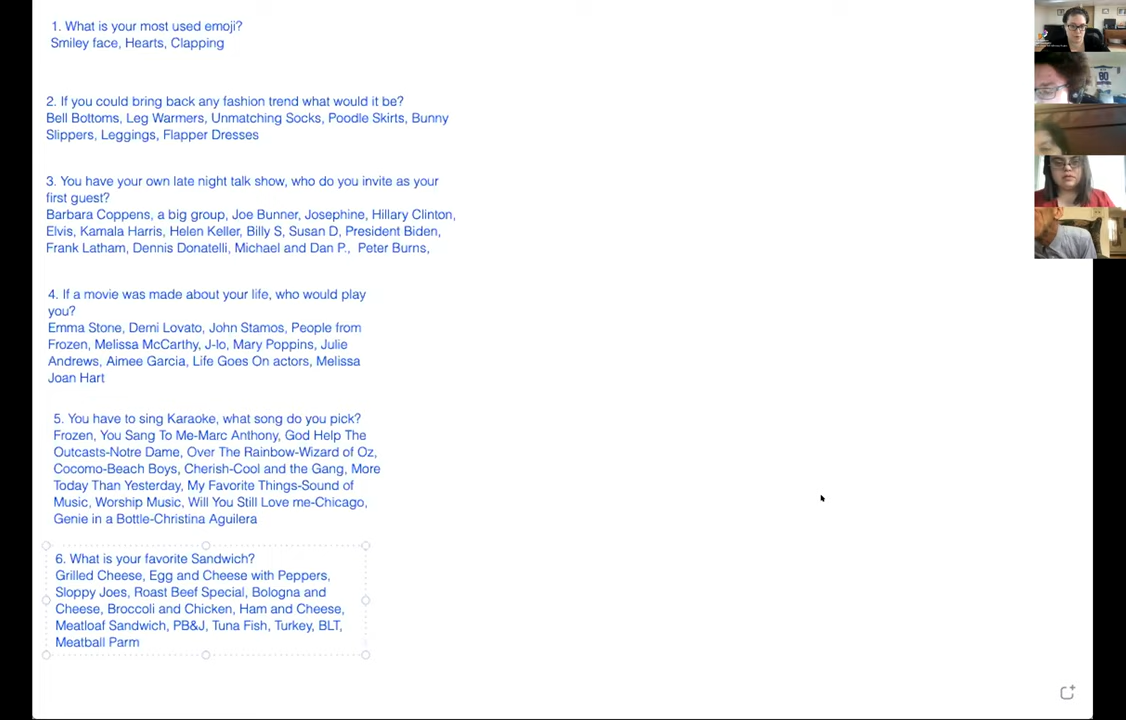 1. What is your most used emoji?
Smiley face, Hearts, Clapping
2. If you could bring back any fashion trend what would it be?
Bell Bottoms, Leg Warmers, Unmatching Socks, Poodle Skirts, Bunny
Slippers, Leggings, Flapper Dresses
3. You have your own late night talk show, who do you invite as your
first guest?
Barbara Coppens, a big group, Joe Bunner, Josephine, Hillary Clinton,
Elvis, Kamala Harris, Helen Keller, Billy S, Susan D, President Biden,
Frank Latham, Dennis Donatelli, Michael and Dan P.,  Peter Burns,
4. If a movie was made about your life, who would play
you?
Emma Stone, Demi Lovato, John Stamos, People from
Frozen, Melissa McCarthy, J-lo, Mary Poppins, Julie
Andrews, Aimee Garcia, Life Goes On actors, Melissa
Joan Hart
5. You have to sing Karaoke, what song do you pick?
Frozen, You Sang To Me-Marc Anthony, God Help The
Outcasts-Notre Dame, Over The Rainbow-Wizard of Oz,
Cocomo-Beach Boys, Cherish-Cool and the Gang, More
Today Than Yesterday, My Favorite Things-Sound of
Music, Worship Music, Will You Still Love me-Chicago,
Genie in a Bottle-Christina Aguilera
6. What is your favorite Sandwich?
Grilled Cheese, Egg and Cheese with Peppers,
Sloppy Joes, Roast Beef Special, Bologna and
Cheese, Broccoli and Chicken, Ham and Cheese,
Meatloaf Sandwich, PB&J, Tuna Fish, Turkey, BLT,
Meatball Parm